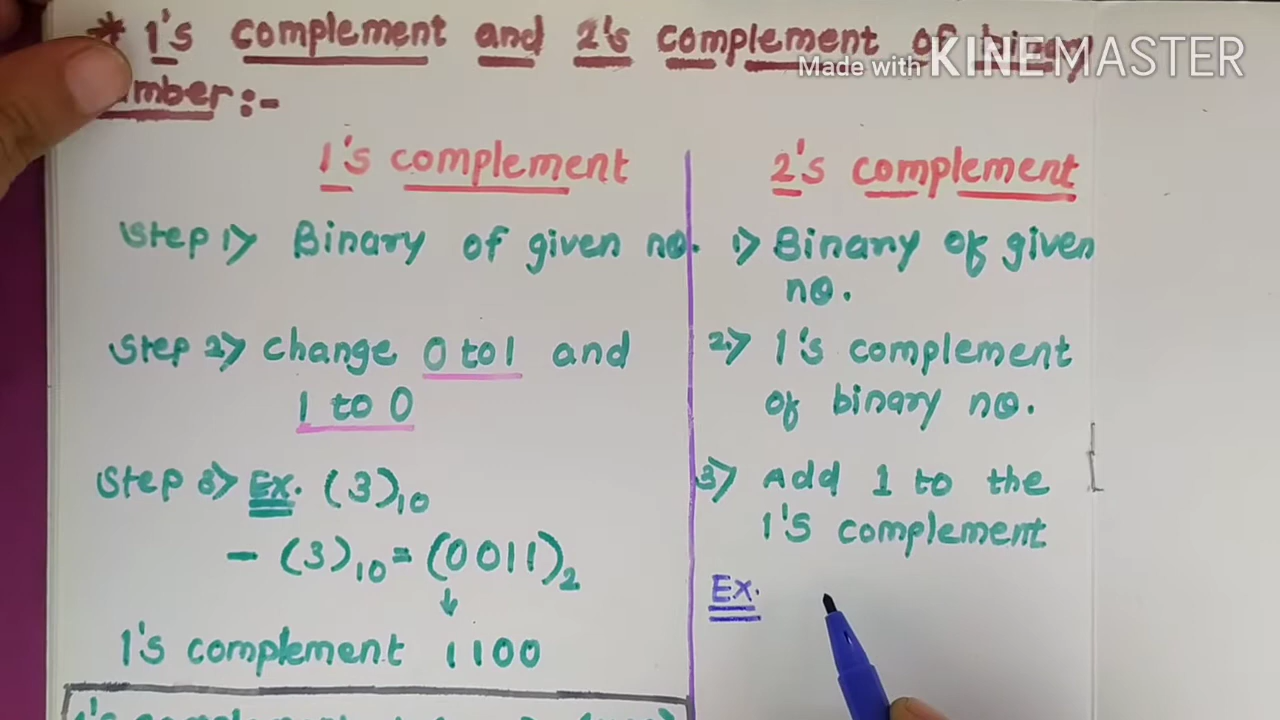 * 1's complement and 2's complement of binary
number:-
Made with KINEMASTER
1's complement
Step 1> Binary of given no.
Step 2> change 0 to 1 and
1 to 0
Step 3> Ex. (3)10
- (3)10 = (0011)2
↓
1's complement 1100
2's complement
1> Binary of given
no.
2.> 1's complement
of binary no.
3> Add 1 to the
1's complement
Ex.